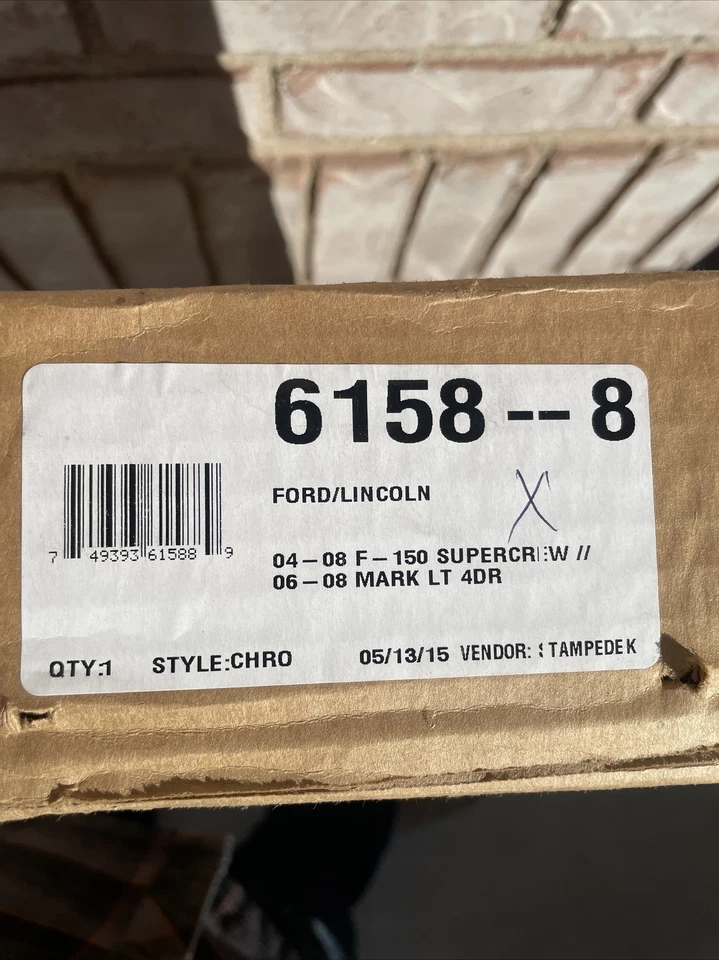 6158--8
FORD/LINCOLN
X
04-08 F-150 SUPERCREW //
06-08 MARK LT 4DR
7 49393 61588 9
QTY:1 STYLE:CHRO 05/13/15 VENDOR: STAMPEDEK